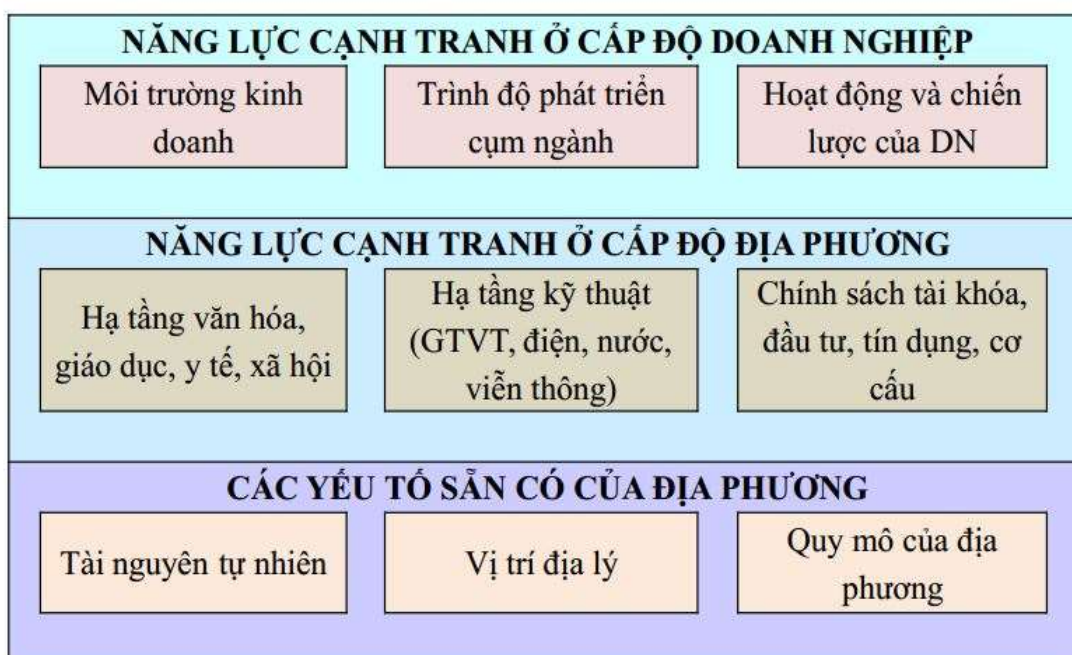 NĂNG LỰC CẠNH TRANH Ở CẤP ĐỘ DOANH NGHIỆP
Môi trường kinh
doanh
Trình độ phát triển
cụm ngành
Hoạt động và chiến
lược của DN
NĂNG LỰC CẠNH TRANH Ở CẤP ĐỘ ĐỊA PHƯƠNG
Hạ tầng văn hóa,
giáo dục, y tế, xã hội
Hạ tầng kỹ thuật
(GTVT, điện, nước,
viễn thông)
Chính sách tài khóa,
đầu tư, tín dụng, cơ
cấu
CÁC YẾU TỐ SẴN CÓ CỦA ĐỊA PHƯƠNG
Tài nguyên tự nhiên
Vị trí địa lý
Quy mô của địa
phương